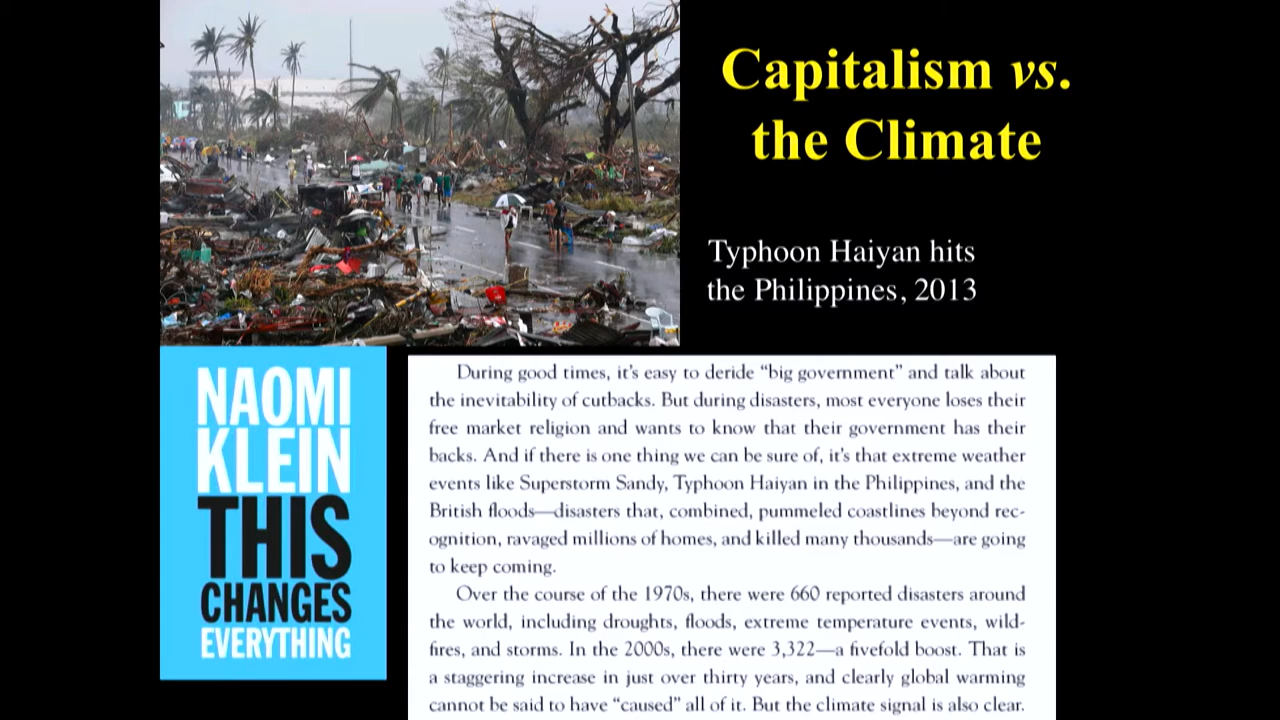 Capitalism vs.
the Climate
Typhoon Haiyan hits
the Philippines, 2013
NAOMI
KLEIN
THIS
CHANGES
EVERYTHING
During good times, it’s easy to deride “big government” and talk about
the inevitability of cutbacks. But during disasters, most everyone loses their
free market religion and wants to know that their government has their
backs. And if there is one thing we can be sure of, it’s that extreme weather
events like Superstorm Sandy, Typhoon Haiyan in the Philippines, and the
British floods—disasters that, combined, pummeled coastlines beyond rec-
ognition, ravaged millions of homes, and killed many thousands—are going
to keep coming.
Over the course of the 1970s, there were 660 reported disasters around
the world, including droughts, floods, extreme temperature events, wild-
fires, and storms. In the 2000s, there were 3,322—a fivefold boost. That is
a staggering increase in just over thirty years, and clearly global warming
cannot be said to have “caused” all of it. But the climate signal is also clear.